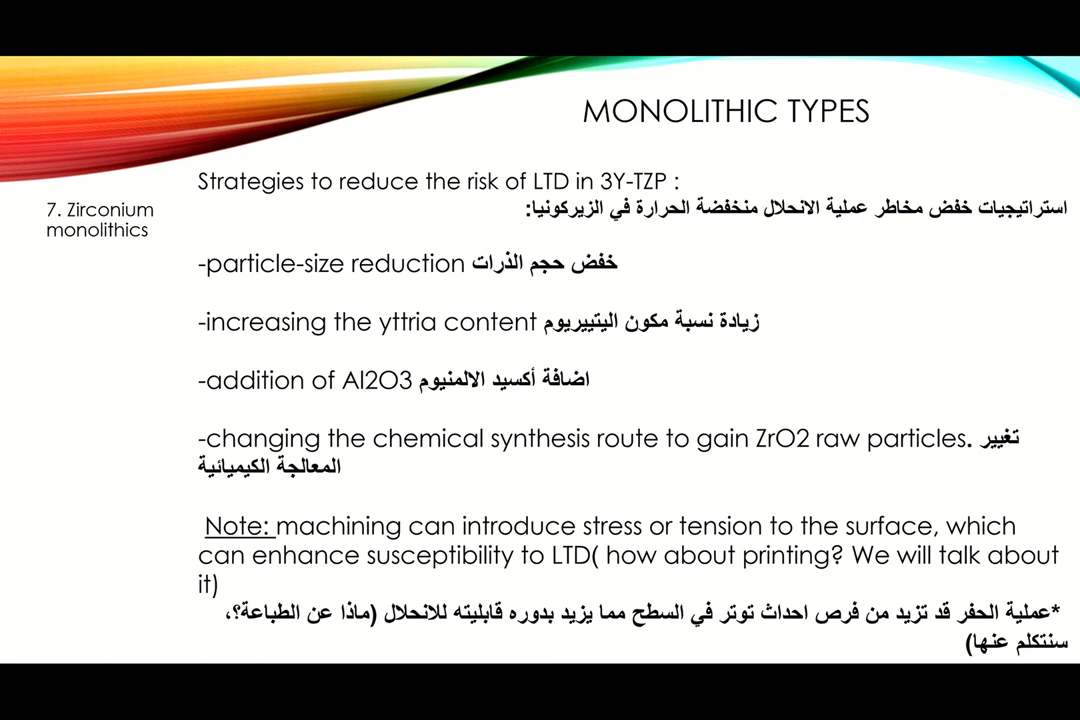 MONOLITHIC TYPES
7. Zirconium
monolithics
Strategies to reduce the risk of LTD in 3Y-TZP :
استراتيجيات خفض مخاطر عملية الانحلال منخفضة الحرارة في الزيركونيا:
-particle-size reduction خفض حجم الذرات
-increasing the yttria content زيادة نسبة مكون اليتييريوم
-addition of Al2O3 اضافة أكسيد الالمنيوم
-changing the chemical synthesis route to gain ZrO2 raw particles. تغيير
المعالجة الكيميائية
Note: machining can introduce stress or tension to the surface, which
can enhance susceptibility to LTD( how about printing? We will talk about
it)
*عملية الحفر قد تزيد من فرص احداث توتر في السطح مما يزيد بدوره قابليته للانحلال (ماذا عن الطباعة؟،
سنتكلم عنها)